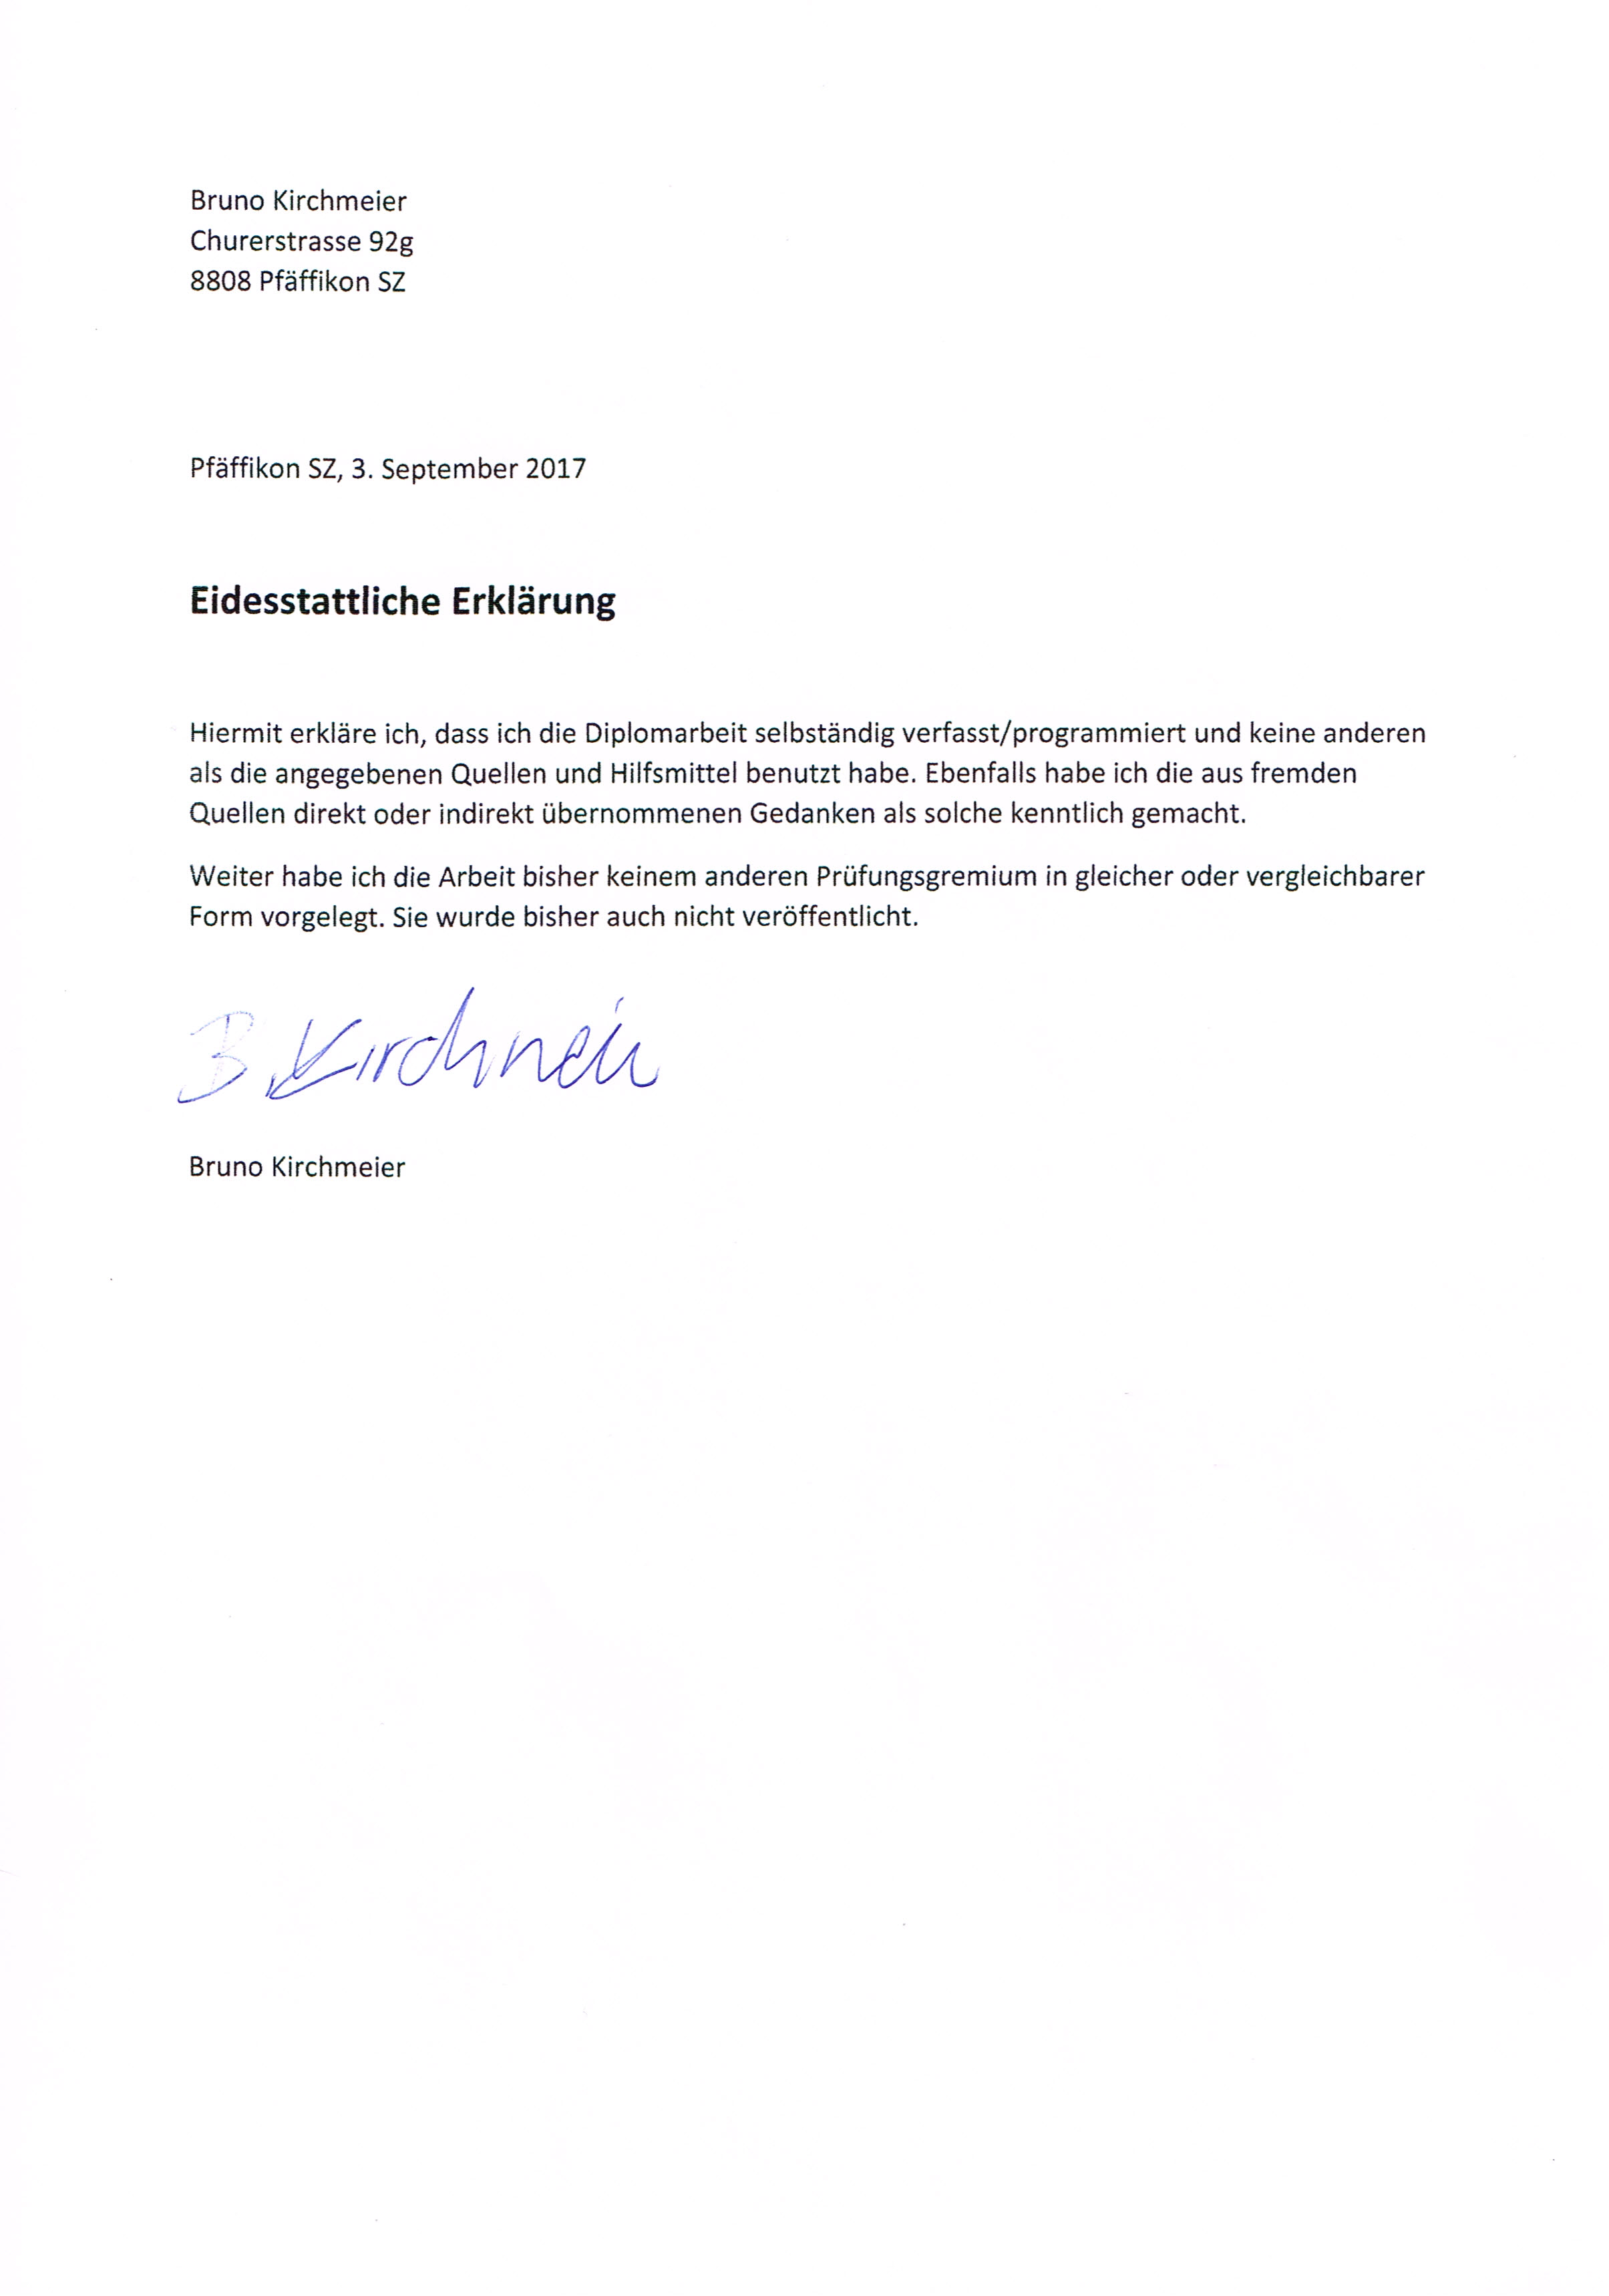 Bruno Kirchmeier
Churerstrasse 92g
8808 Pfäffikon SZ
Pfäffikon SZ, 3. September 2017
Eidesstattliche Erklärung
Hiermit erkläre ich, dass ich die Diplomarbeit selbständig verfasst/programmiert und keine anderen
als die angegebenen Quellen und Hilfsmittel benutzt habe. Ebenfalls habe ich die aus fremden
Quellen direkt oder indirekt übernommenen Gedanken als solche kenntlich gemacht.
Weiter habe ich die Arbeit bisher keinem anderen Prüfungsgremium in gleicher oder vergleichbarer
Form vorgelegt. Sie wurde bisher auch nicht veröffentlicht.
B. Kirchmeier
Bruno Kirchmeier